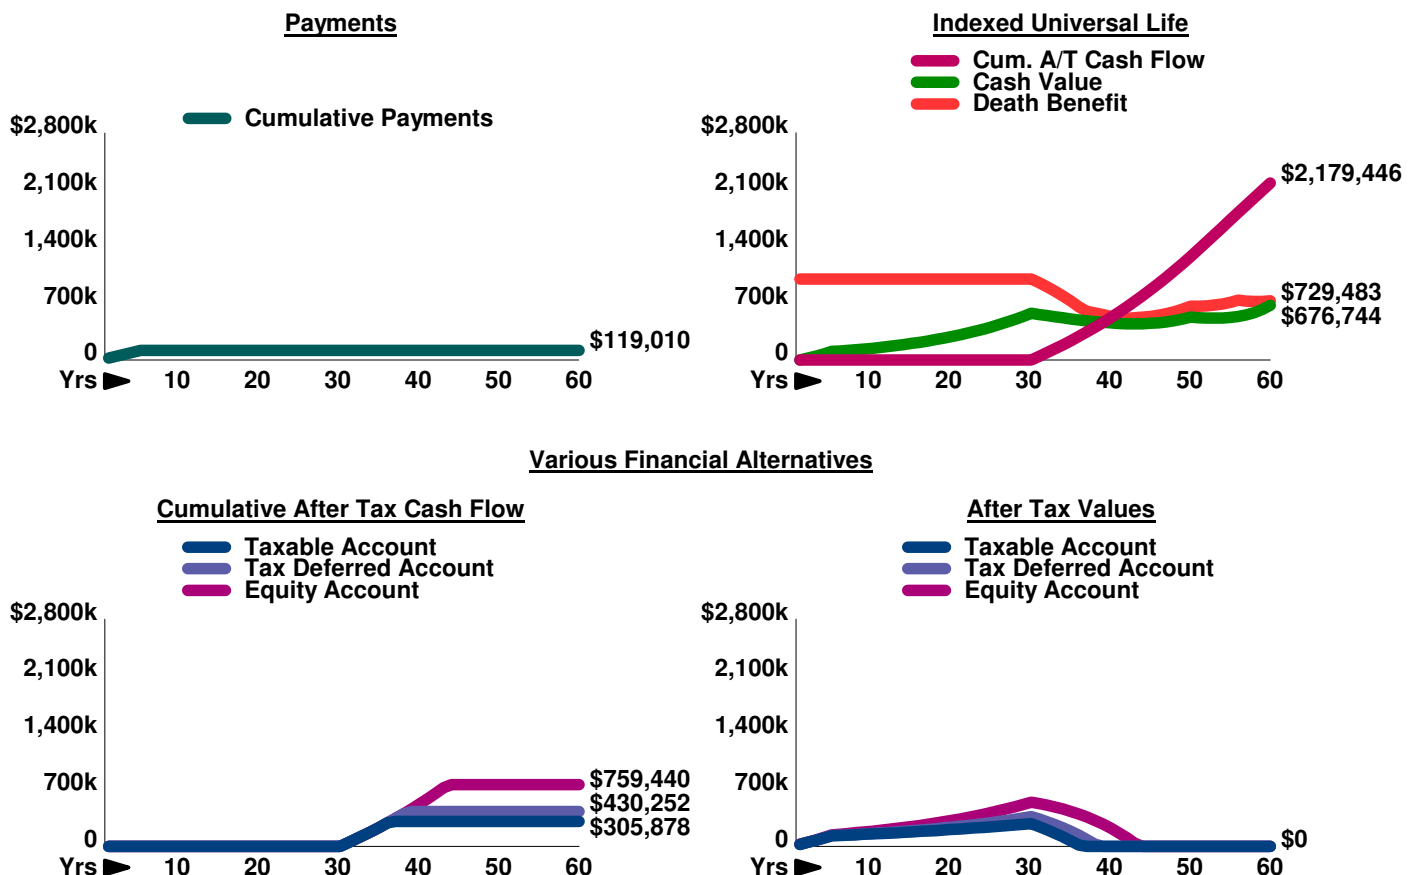 Payments
Cumulative Payments
$2,800k
2,100k
1,400k
700k
0
$119,010
Yrs 10 20 30 40 50 60
Indexed Universal Life
Cum. A/T Cash Flow
Cash Value
Death Benefit
$2,800k
2,100k
1,400k
700k
0
$2,179,446
$729,483
$676,744
Yrs 10 20 30 40 50 60
Various Financial Alternatives
Cumulative After Tax Cash Flow
Taxable Account
Tax Deferred Account
Equity Account
$2,800k
2,100k
1,400k
700k
0
$759,440
$430,252
$305,878
Yrs 10 20 30 40 50 60
After Tax Values
Taxable Account
Tax Deferred Account
Equity Account
$2,800k
2,100k
1,400k
700k
0
$0
Yrs 10 20 30 40 50 60